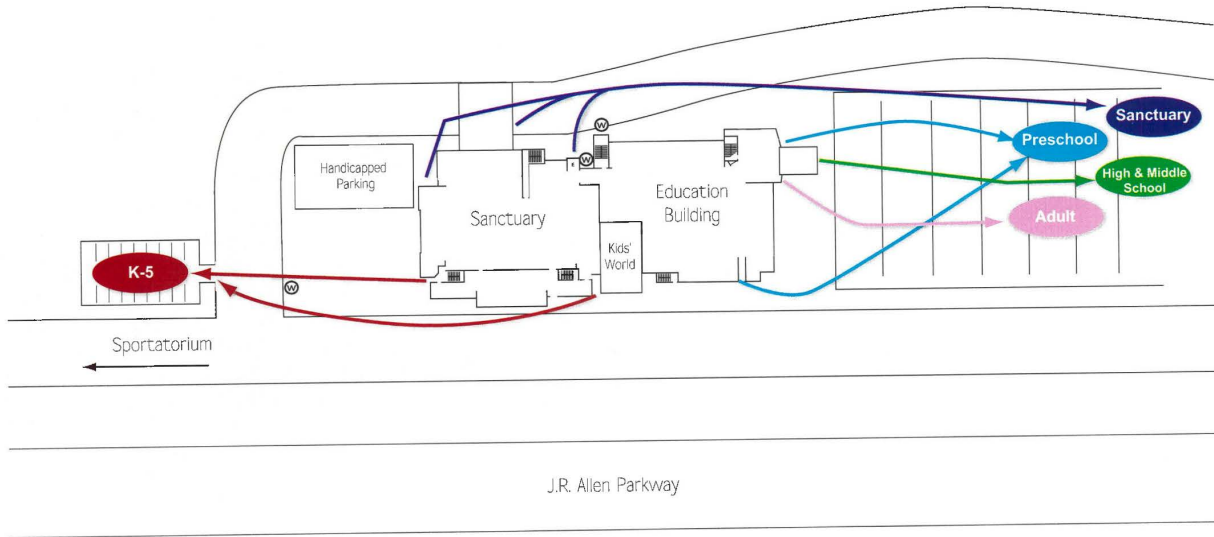 Sanctuary
Preschool
High & Middle
School
Adult
Handicapped
Parking
Sanctuary
Education
Building
Kids'
World
K-5
W
W
W
Sportatorium
J.R. Allen Parkway